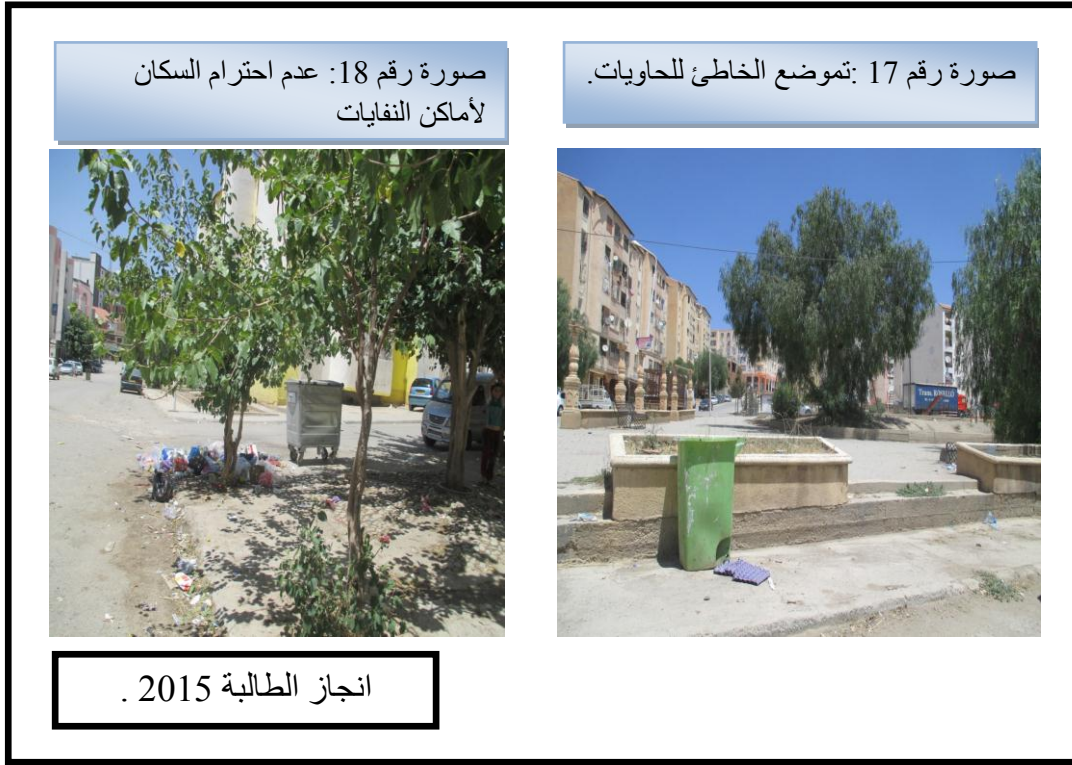 صورة رقم 17 :تموضع الخاطئ للحاويات.
صورة رقم 18: عدم احترام السكان
لأماكن النفايات
انجاز الطالبة 2015 .